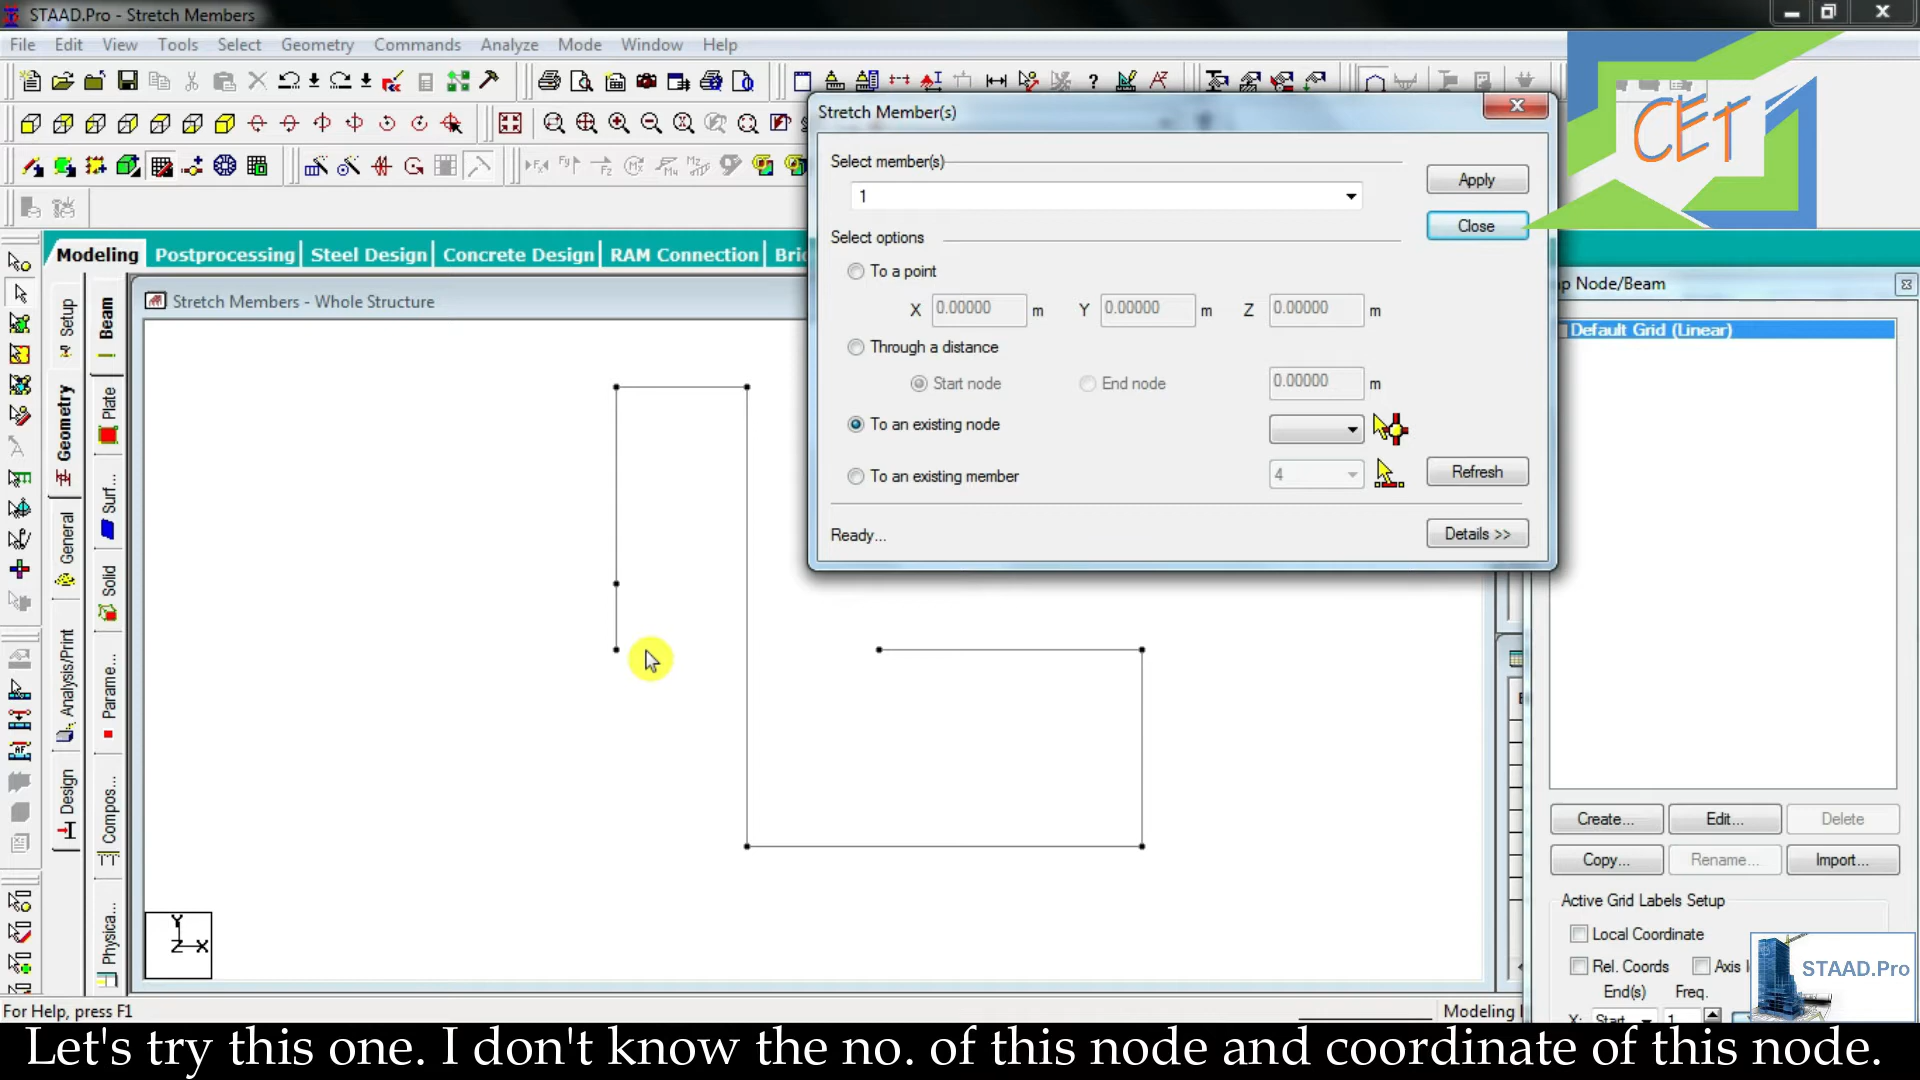 STAAD.Pro - Stretch Members
File Edit View Tools Select Geometry Commands Analyze Mode Window Help
CET
Stretch Member(s)
Select member(s)
1
Apply
Close
Select options
To a point
X 0.00000 m Y 0.00000 m Z 0.00000 m
Through a distance
Start node End node 0.00000 m
To an existing node
To an existing member 4 Refresh
Ready... Details >>
Modeling Postprocessing Steel Design Concrete Design RAM Connection
Stretch Members - Whole Structure
Setup
Geometry
General
Analysis/Print
Design
Beam
Plate
Surf...
Solid
Parame...
Compos...
Physica...
Node/Beam
Default Grid (Linear)
Create... Edit... Delete
Copy... Rename... Import...
Active Grid Labels Setup
Local Coordinate
Rel. Coords
End(s) Freq.
X: Start 1
STAAD.Pro
Y
Z X
For Help, press F1
Modeling
Let's try this one. I don't know the no. of this node and coordinate of this node.